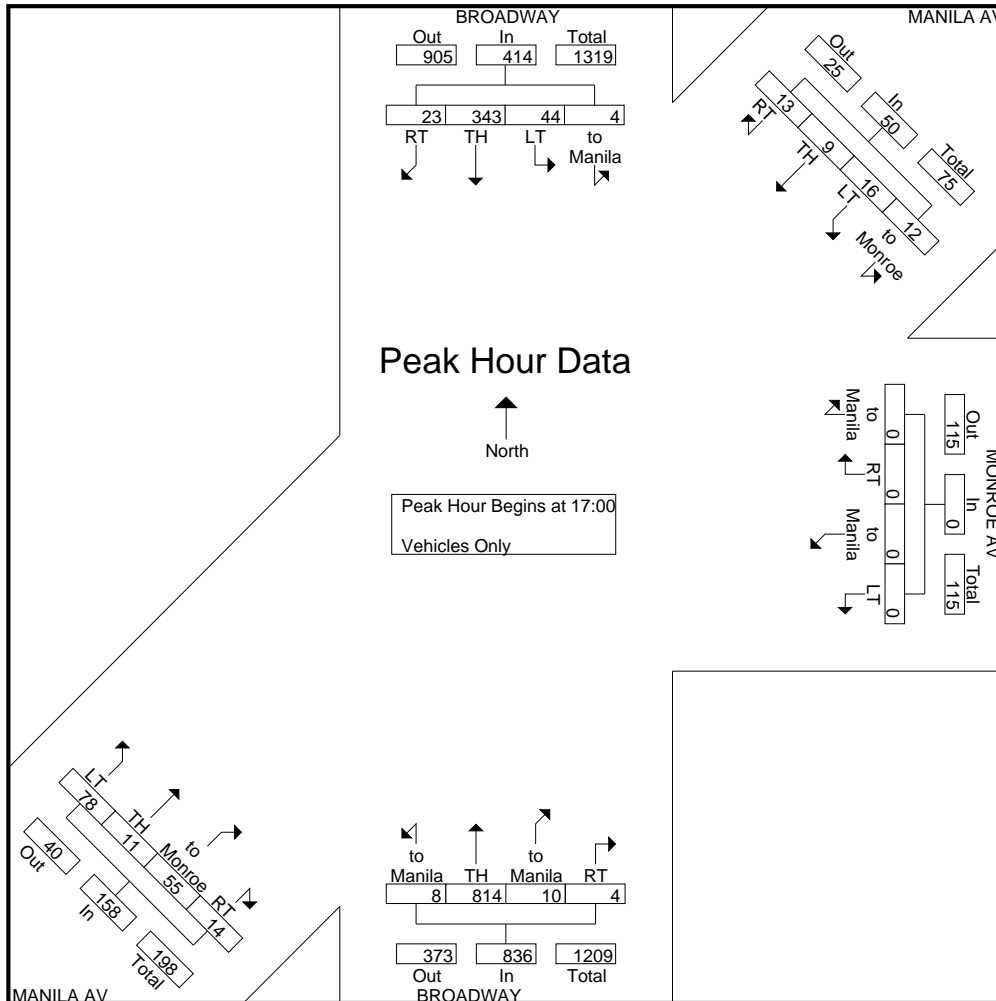 BROADWAY
Out In Total
905 414 1319
23 343 44 4
RT TH LT to
Manila
MANILA AV
Out
25
In
50
Total
75
13 9 16 12
RT TH LT to
Monroe
Peak Hour Data
North
Peak Hour Begins at 17:00
Vehicles Only
MONROE AV
Out In Total
115 0 115
0 0 0 0
to
Manila
RT
to
Manila
LT
LT TH to
Monroe
RT
78 11 55 14
40
Out
158
In
198
Total
MANILA AV
to
Manila
TH
to
Manila
RT
8 814 10 4
373 836 1209
Out In Total
BROADWAY